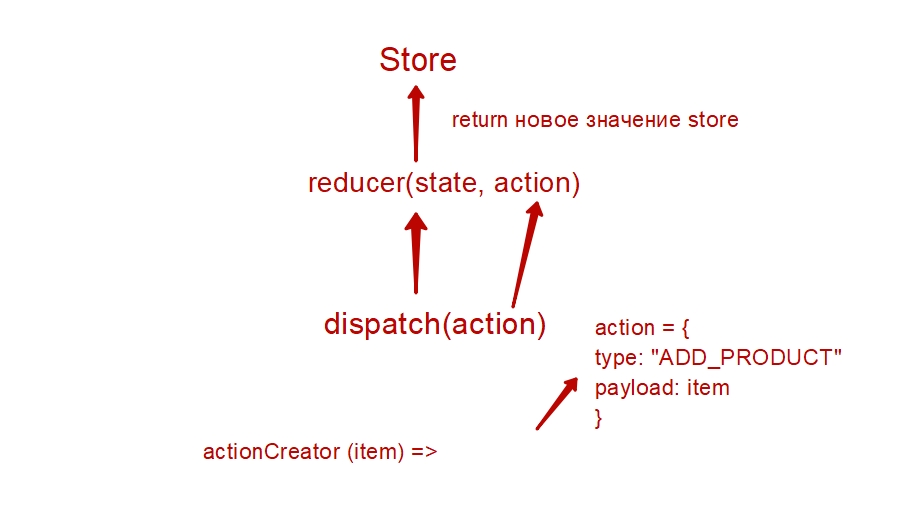 Store
return новое значение store
reducer(state, action)
dispatch(action)
action = {
type: "ADD_PRODUCT"
payload: item
}
actionCreator (item) =>